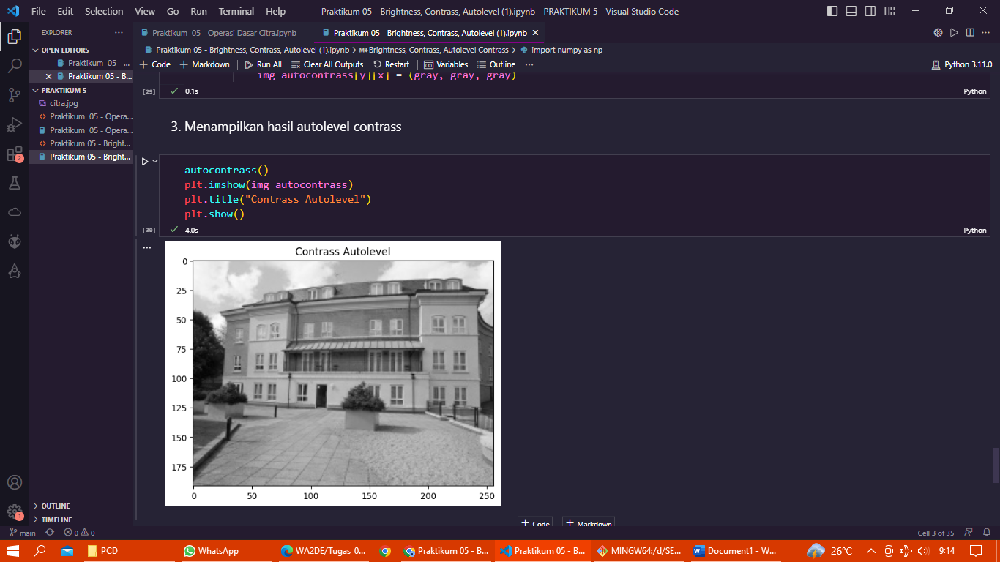 File Edit Selection View Go Run Terminal Help
Praktikum 05 - Brightness, Contrass, Autolevel (1).ipynb - PRAKTIKUM 5 - Visual Studio Code
EXPLORER
OPEN EDITORS
Praktikum 05 - ...
Praktikum 05 - B...
PRAKTIKUM 5
citra.jpg
Praktikum 05 - Opera...
Praktikum 05 - Opera...
Praktikum 05 - Bright...
Praktikum 05 - Bright...
2
1
OUTLINE
TIMELINE
Praktikum 05 - Operasi Dasar Citra.ipynb
Praktikum 05 - Brightness, Contrass, Autolevel (1).ipynb
Praktikum 05 - Brightness, Contrass, Autolevel (1).ipynb > M↓Brightness, Contrass, Autolevel Contrass > import numpy as np
+ Code + Markdown Run All Clear All Outputs Restart Variables Outline ...
Python 3.11.0
img_autocontrass[y][x] = (gray, gray, gray)
[29] 0.1s Python
3. Menampilkan hasil autolevel contrass
autocontrass()
plt.imshow(img_autocontrass)
plt.title("Contrass Autolevel")
plt.show()
[30] 4.0s Python
Contrass Autolevel
0
25
50
75
100
125
150
175
0 50 100 150 200 250
+ Code + Markdown
main 0 0
Cell 3 of 35
PCD
WhatsApp
WA2DE/Tugas_0...
Praktikum 05 - B...
Praktikum 05 - B...
MINGW64:/d/SE...
Document1 - W...
26°C
9:14